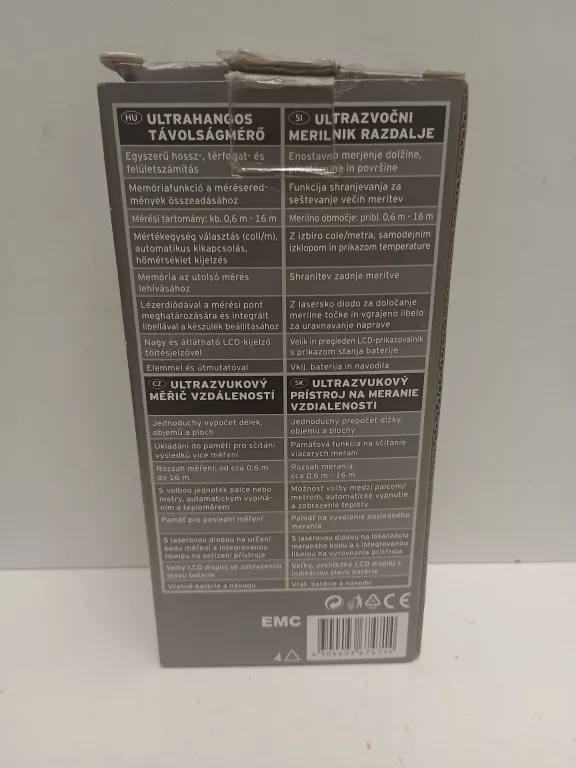 HU ULTRAHANGOS
TÁVOLSÁGMÉRŐ
Egyszerű hossz-, térfogat- és
felületszámítás
Memóriafunkció a mérésered-
mények összeadásához
Mérési tartomány: kb. 0,6 m - 16 m
Mértékegység választás (coll/m),
automatikus kikapcsolás,
hőmérséklet kijelzés
Memória az utolsó mérés
lehívásához
Lézerdiódával a mérési pont
meghatározására és integrált
libellával a készülék beállításához
Nagy és átlátható LCD-kijelző
töltésjelzővel
Elemmel és útmutatóval
SI ULTRAZVOČNI
MERILNIK RAZDALJE
Enostavno merjenje dolžine,
prostornine in površine
Funkcija shranjevanja za
seštevanje večih meritev
Merilno območje: pribl. 0,6 m - 16 m
Z izbiro cole/metra, samodejnim
izklopom in prikazom temperature
Shranitev zadnje meritve
Z lasersko diodo za določanje
merilne točke in vgrajeno libelo
za uravnavanje naprave
Velik in pregleden LCD-prikazovalnik
s prikazom stanja baterije
Vklj. baterija in navodila
CZ ULTRAZVUKOVÝ
MĚŘIČ VZDÁLENOSTÍ
Jednoduchý výpočet délek,
objemů a ploch
Ukládání do paměti pro sčítání
výsledků více měření
Rozsah měření: od cca 0,6 m
do 16 m
S volbou jednotek palce nebo
metry, automatickým vypíná-
ním a teploměrem
Paměť pro poslední měření
S laserovou diodou na určení
bodu měření a integrovanou
libelou na seřízení přístroje
Velký LCD displej se zobrazením
stavu baterie
Včetně baterie a návodu
SK ULTRAZVUKOVÝ
PRÍSTROJ NA MERANIE
VZDIALENOSTI
Jednoduchý prepočet dĺžky,
objemu a plochy
Pamäťová funkcia na sčítanie
viacerých meraní
Rozsah merania:
cca 0,6 m - 16 m
Možnosť voľby medzi palcom/
metrom, automatické vypnutie
a zobrazenie teploty
Pamäť na vyvolanie posledného
merania
S laserovou diódou na lokalizáciu
meraného bodu a s integrovanou
libelou na vyrovnanie prístroja
Veľký, prehľadný LCD displej s
indikáciou stavu batérie
Vrát. batérie a návodu
CE
EMC
4